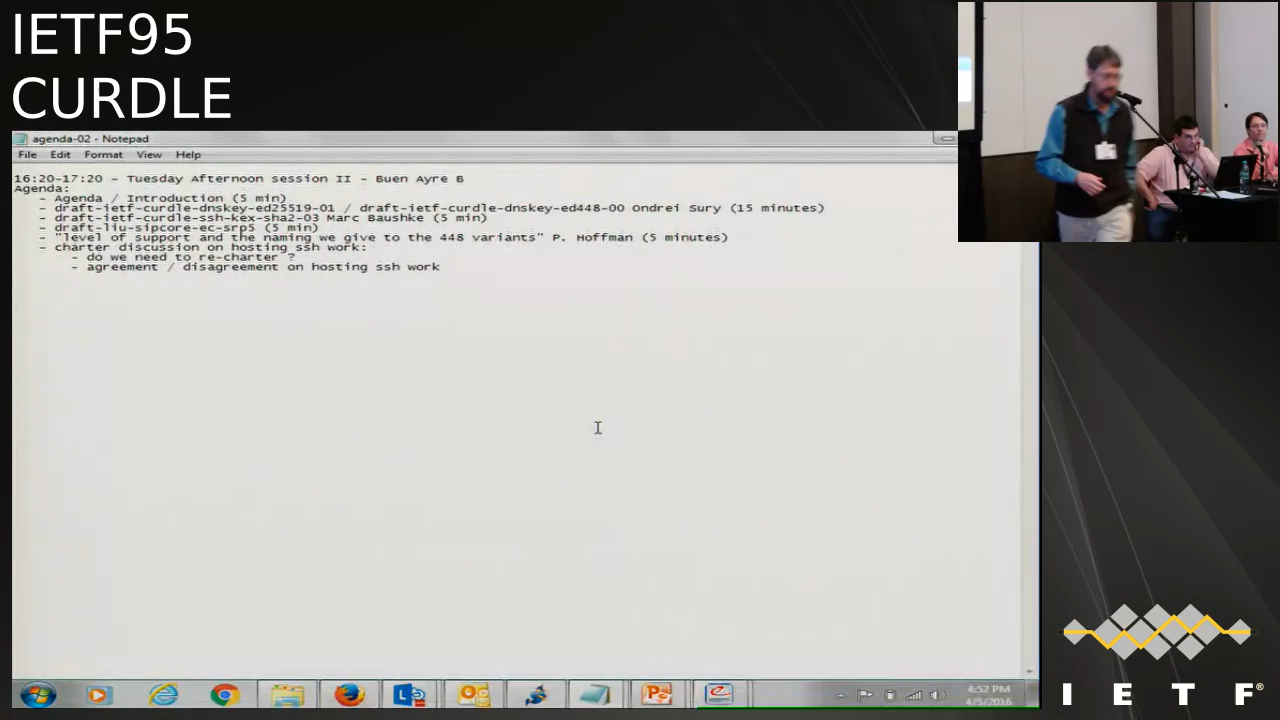 IETF95
CURDLE
agenda-02 - Notepad
File Edit Format View Help
16:20-17:20 - Tuesday Afternoon session II - Buen Ayre B
Agenda:
- Agenda / Introduction (5 min)
- draft-ietf-curdle-dnskey-ed25519-01 / draft-ietf-curdle-dnskey-ed448-00 Ondrei Sury (15 minutes)
- draft-ietf-curdle-ssh-kex-sha2-03 Marc Baushke (5 min)
- draft-liu-sipcore-ec-srp5 (5 min)
- "level of support and the naming we give to the 448 variants" P. Hoffman (5 minutes)
- charter discussion on hosting ssh work:
- do we need to re-charter ?
- agreement / disagreement on hosting ssh work
4:52 PM
4/5/2016
I E T F®